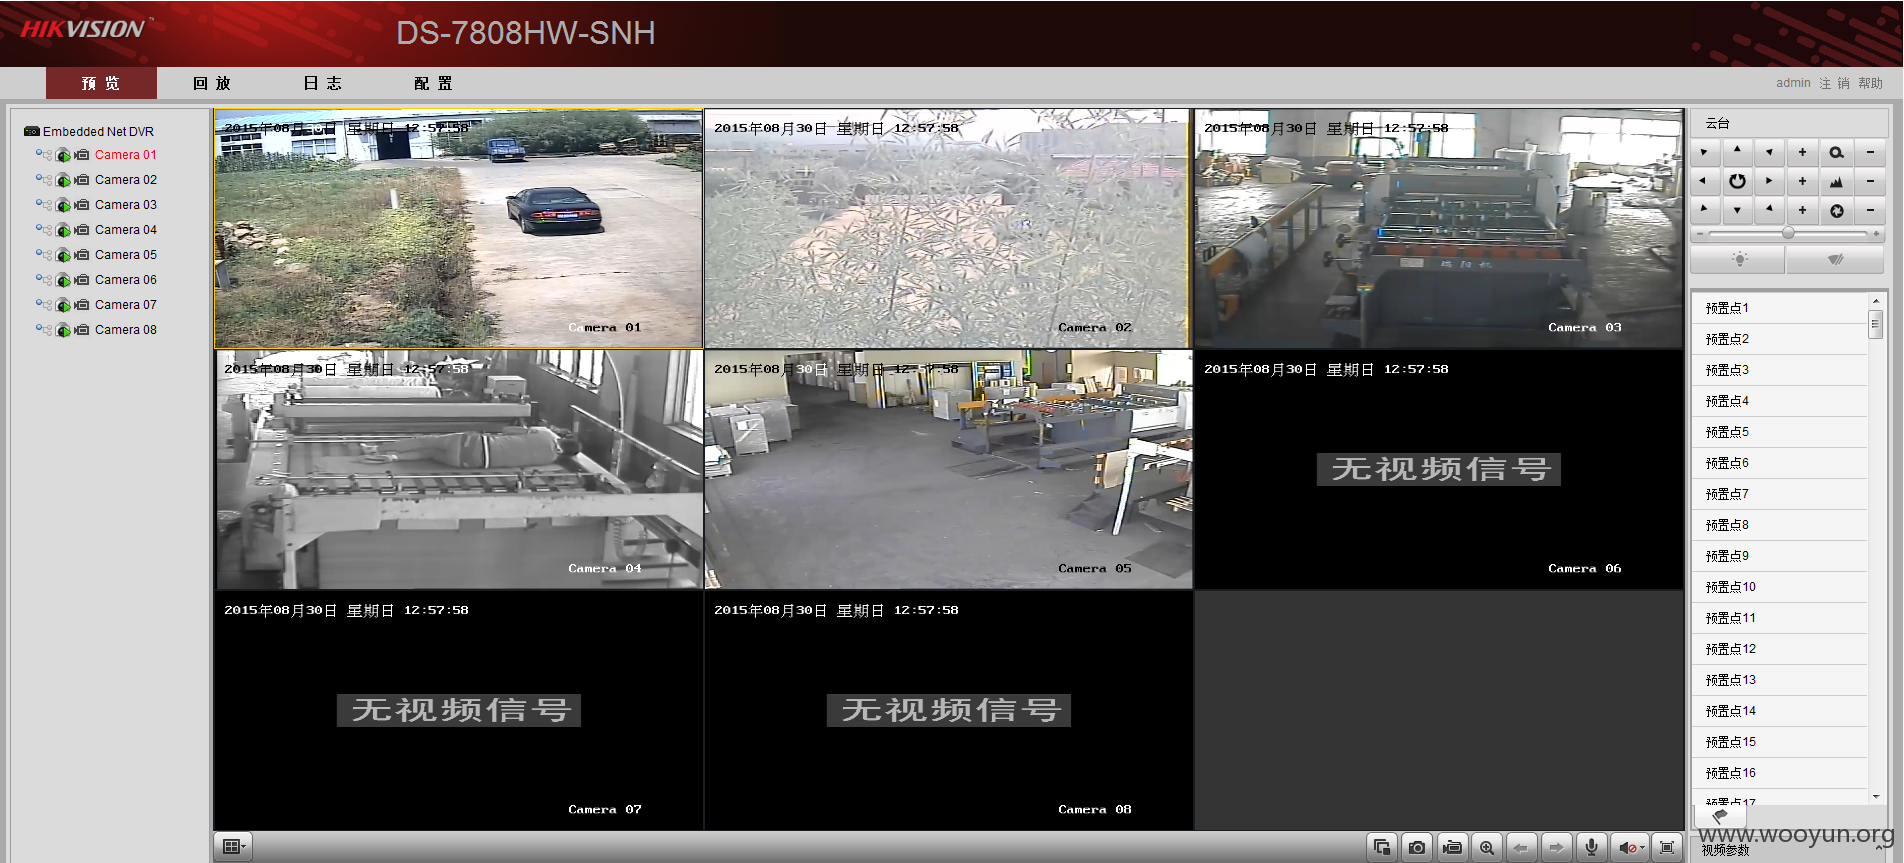 HIKVISION
DS-7808HW-SNH
预览 回放 日志 配置
admin 注销 帮助
Embedded Net DVR
Camera 01
Camera 02
Camera 03
Camera 04
Camera 05
Camera 06
Camera 07
Camera 08
2015年08月30日 星期日 12:57:58
Camera 01
2015年08月30日 星期日 12:57:58
Camera 02
2015年08月30日 星期日 12:57:58
Camera 03
2015年08月30日 星期日 12:57:58
Camera 04
2015年08月30日 星期日 12:57:58
Camera 05
2015年08月30日 星期日 12:57:58
无视频信号
Camera 06
2015年08月30日 星期日 12:57:58
无视频信号
Camera 07
2015年08月30日 星期日 12:57:58
无视频信号
Camera 08
云台
预置点1
预置点2
预置点3
预置点4
预置点5
预置点6
预置点7
预置点8
预置点9
预置点10
预置点11
预置点12
预置点13
预置点14
预置点15
预置点16
预置点17
www.wooyun.org
视频参数